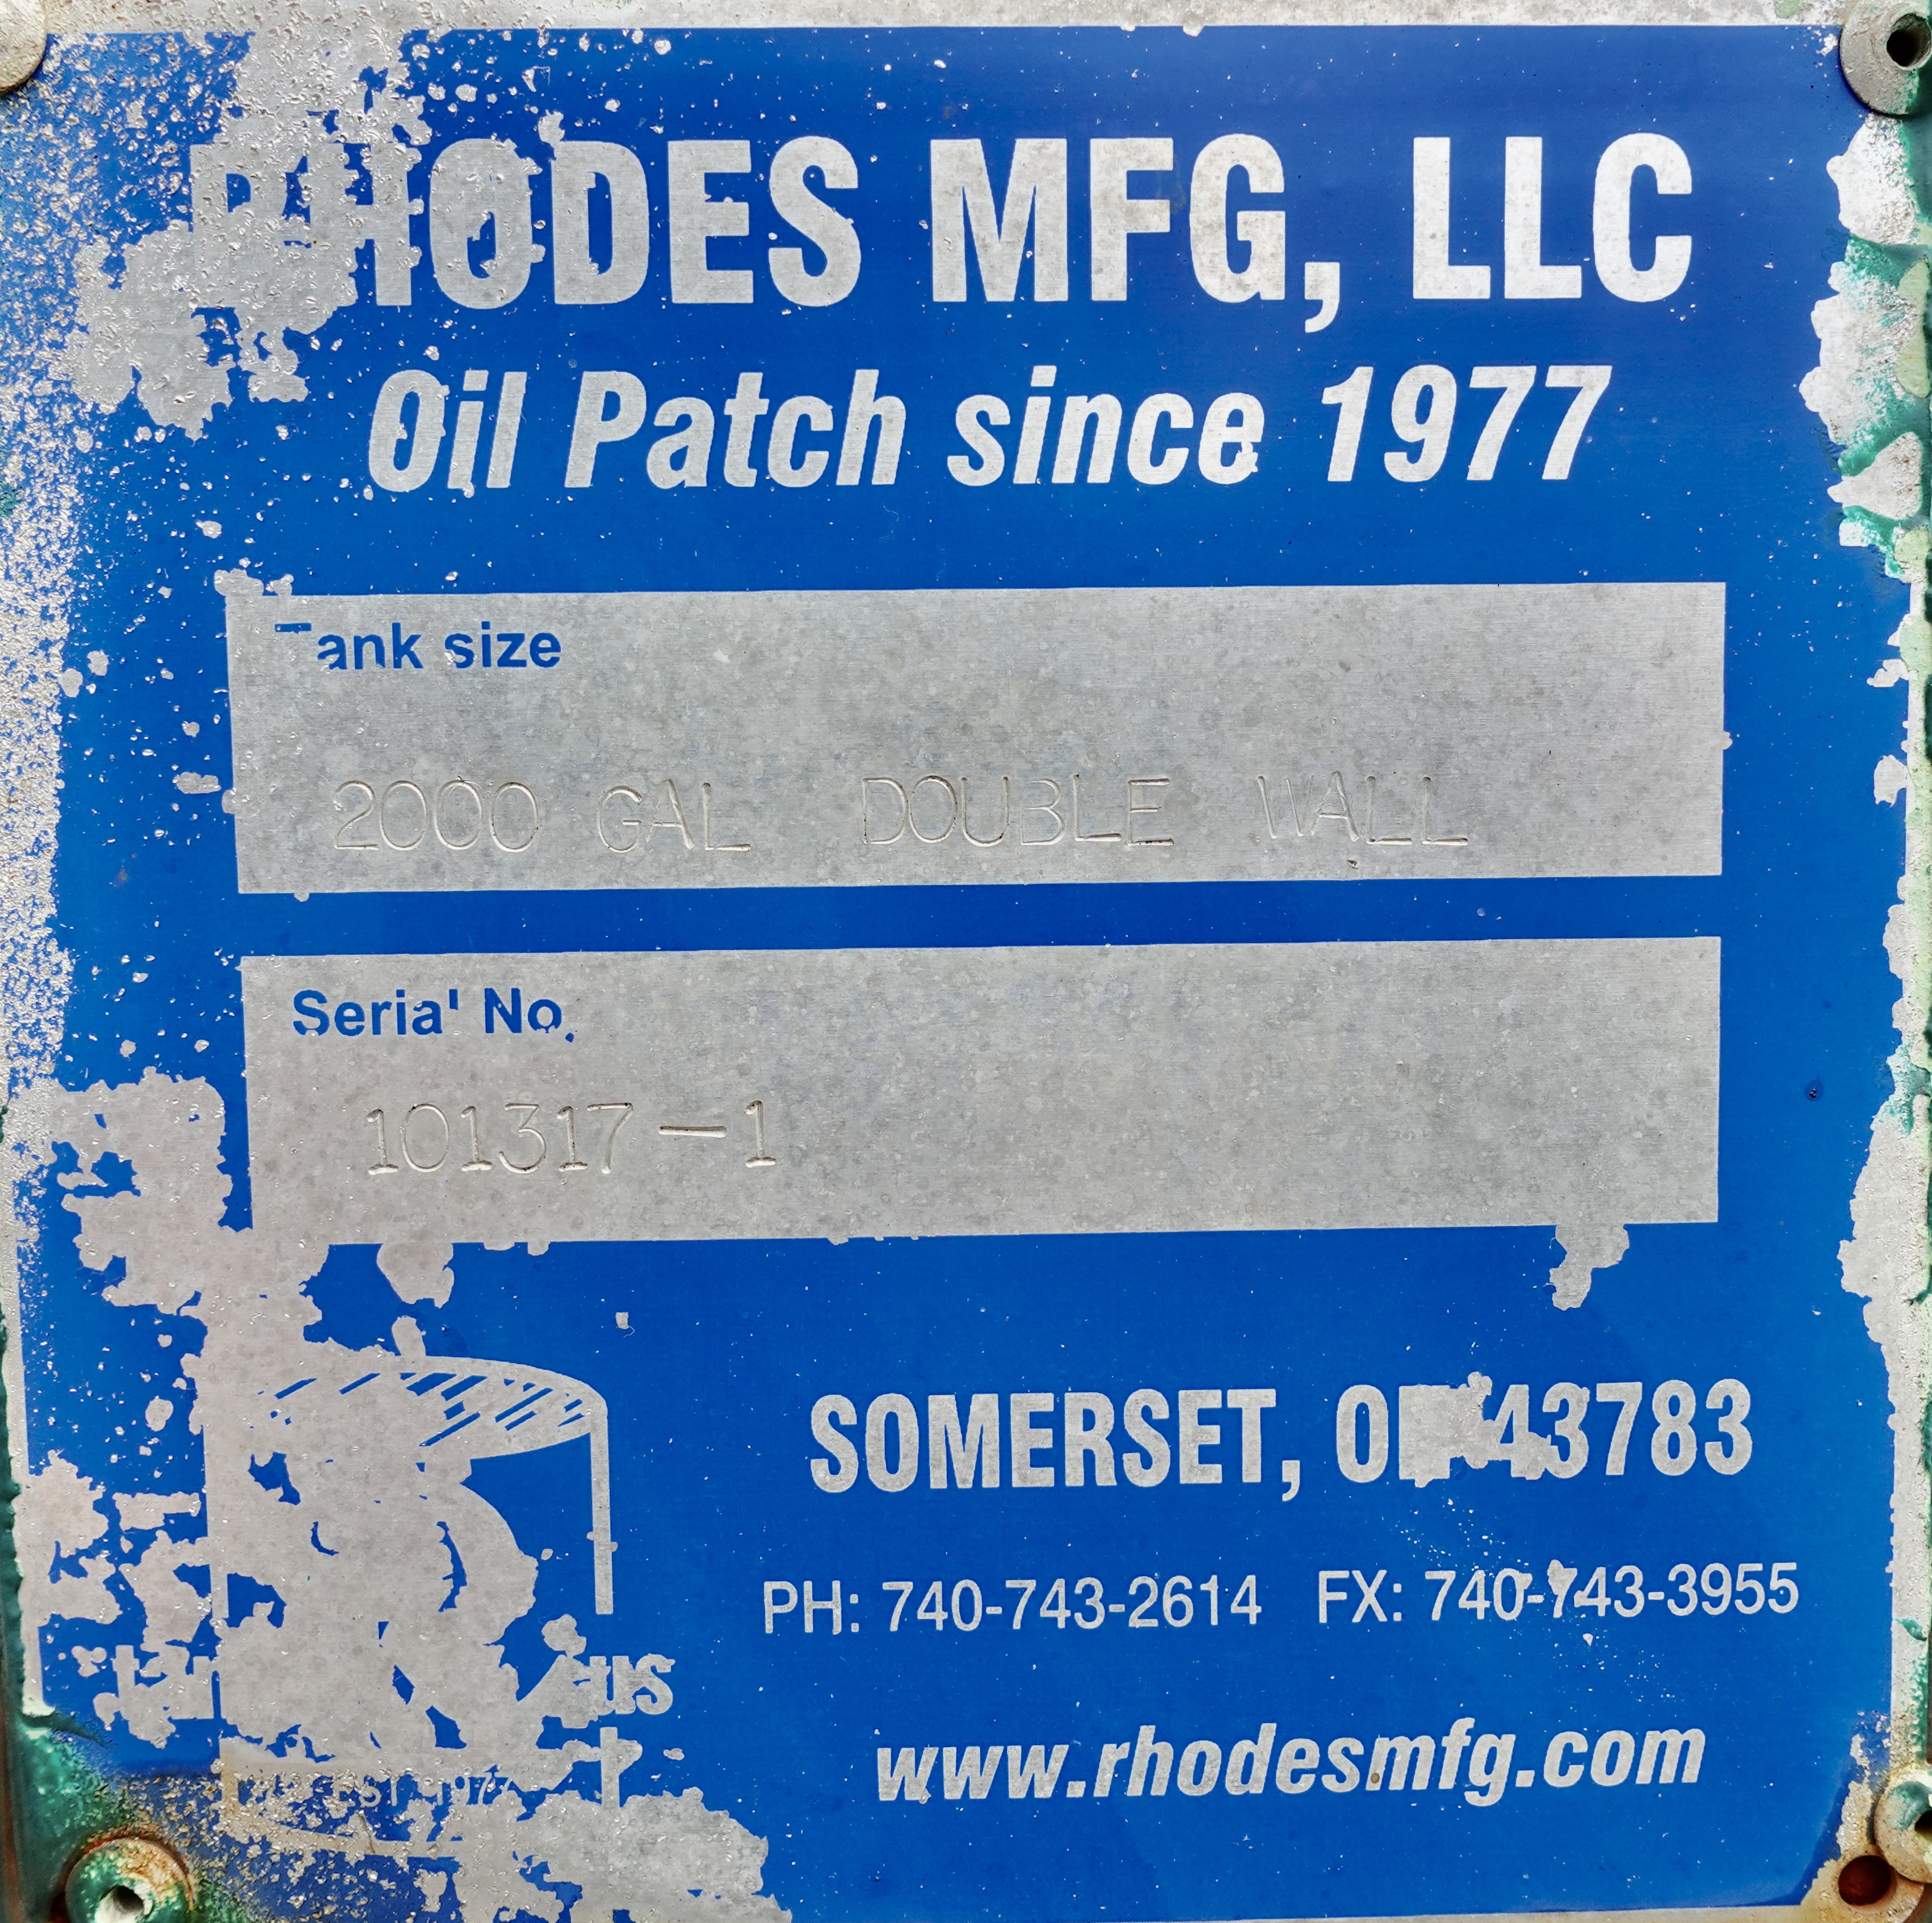 RHODES MFG, LLC
Oil Patch since 1977
Tank size
2000 GAL DOUBLE WALL
Serial No.
101317-1
SOMERSET, OH 43783
PH: 740-743-2614 FX: 740-743-3955
www.rhodesmfg.com